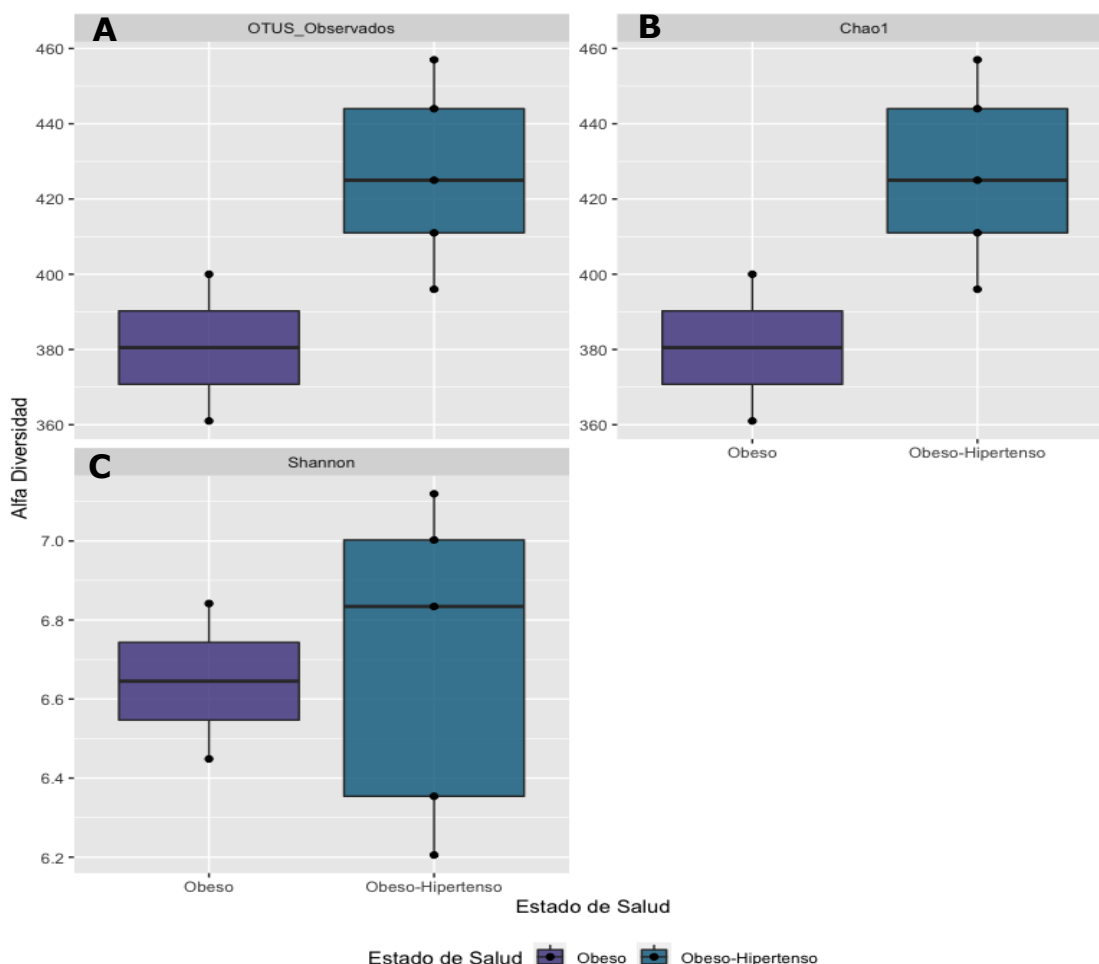 A
OTUS_Observados
B
Chao1
460
440
420
400
380
360
460
440
420
400
380
360
Obeso
Obeso-Hipertenso
C
Shannon
7.0
6.8
6.6
6.4
6.2
Obeso
Obeso-Hipertenso
Alfa Diversidad
Estado de Salud
Estado de Salud Obeso Obeso-Hipertenso